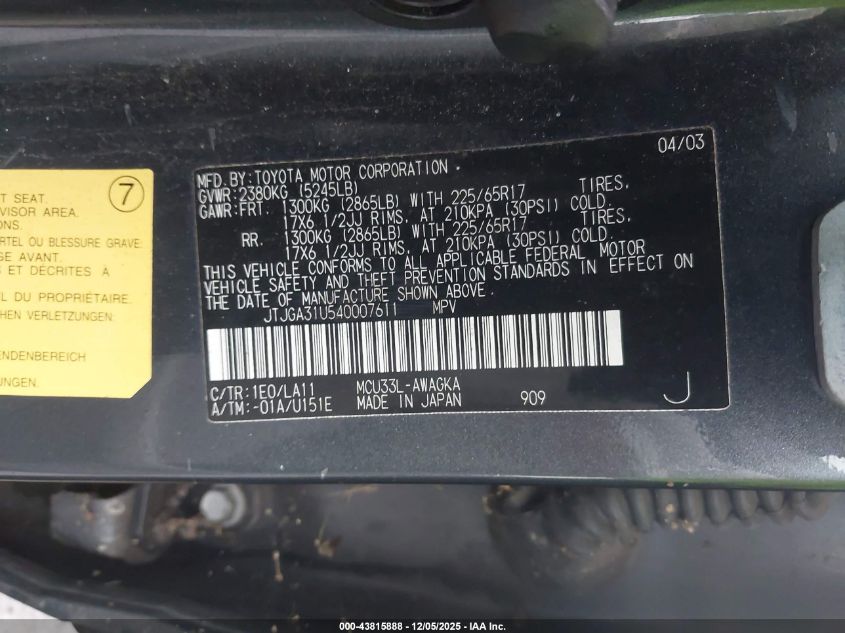 7
T SEAT.
VISOR AREA.
ONS.
RTEL OU BLESSURE GRAVE:
GE AVANT.
S ET DÉCRITES À
L DU PROPRIÉTAIRE.
ER VERLETZUNGEN:
NDENBEREICH
UNGEN.
04/03
MFD.BY:TOYOTA MOTOR CORPORATION.
GVWR:2380KG (5245LB)
GAWR:FRT. 1300KG (2865LB) WITH 225/65R17 TIRES,
17X6 1/2JJ RIMS, AT 210KPA (30PSI) COLD.
RR. 1300KG (2865LB) WITH 225/65R17 TIRES,
17X6 1/2JJ RIMS, AT 210KPA (30PSI) COLD.
THIS VEHICLE CONFORMS TO ALL APPLICABLE FEDERAL MOTOR
VEHICLE SAFETY AND THEFT PREVENTION STANDARDS IN EFFECT ON
THE DATE OF MANUFACTURE SHOWN ABOVE.
JTJGA31U540007611 MPV
C/TR:1E0/LA11 MCU33L-AWAGKA
A/TM:-01A/U151E MADE IN JAPAN 909 J
000-43815888 - 12/05/2025 - IAA Inc.